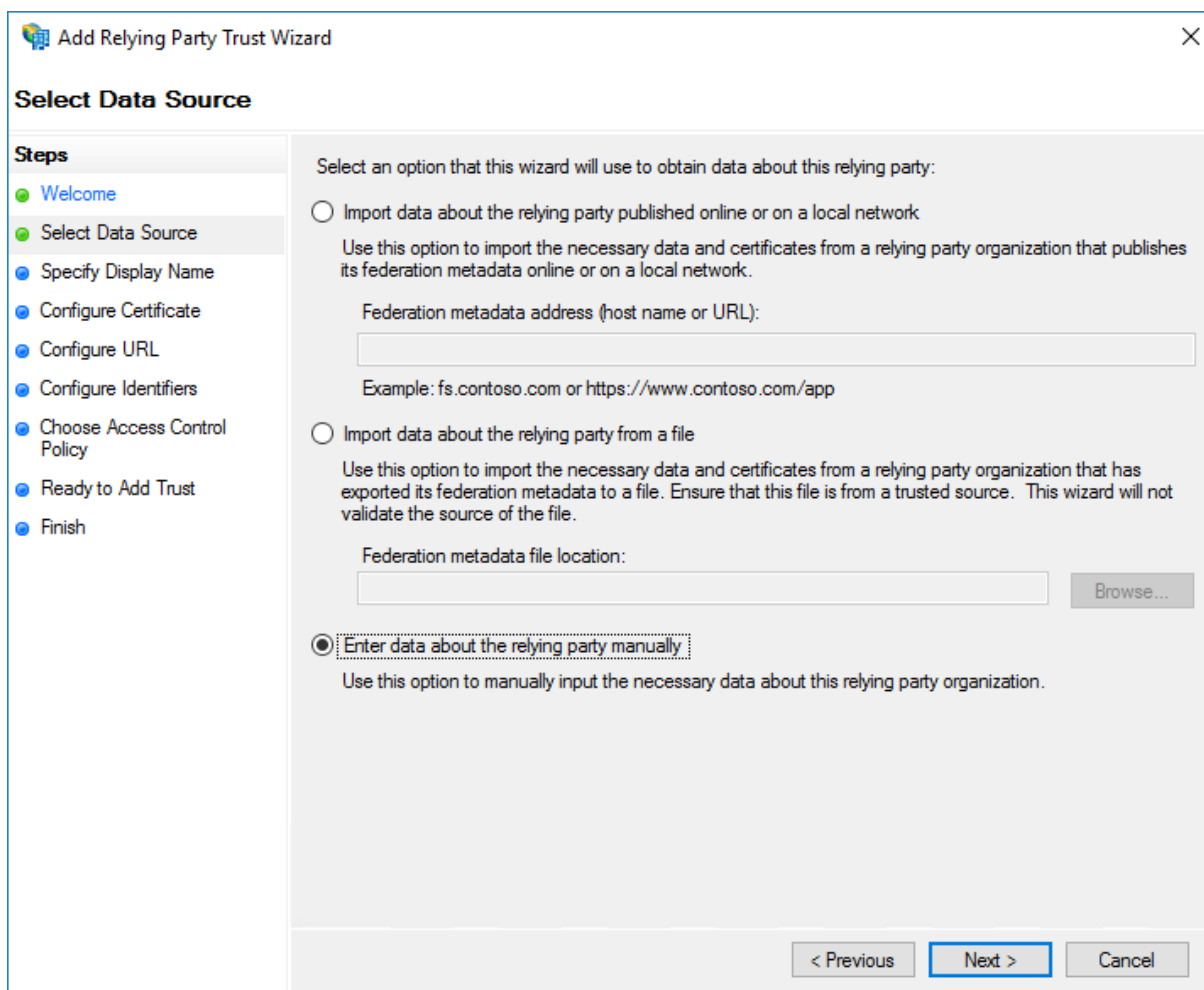 Add Relying Party Trust Wizard
Select Data Source
Steps
Welcome
Select Data Source
Specify Display Name
Configure Certificate
Configure URL
Configure Identifiers
Choose Access Control
Policy
Ready to Add Trust
Finish
Select an option that this wizard will use to obtain data about this relying party:
Import data about the relying party published online or on a local network
Use this option to import the necessary data and certificates from a relying party organization that publishes
its federation metadata online or on a local network.
Federation metadata address (host name or URL):
Example: fs.contoso.com or https://www.contoso.com/app
Import data about the relying party from a file
Use this option to import the necessary data and certificates from a relying party organization that has
exported its federation metadata to a file. Ensure that this file is from a trusted source.  This wizard will not
validate the source of the file.
Federation metadata file location:
Browse...
Enter data about the relying party manually
Use this option to manually input the necessary data about this relying party organization.
< Previous
Next >
Cancel